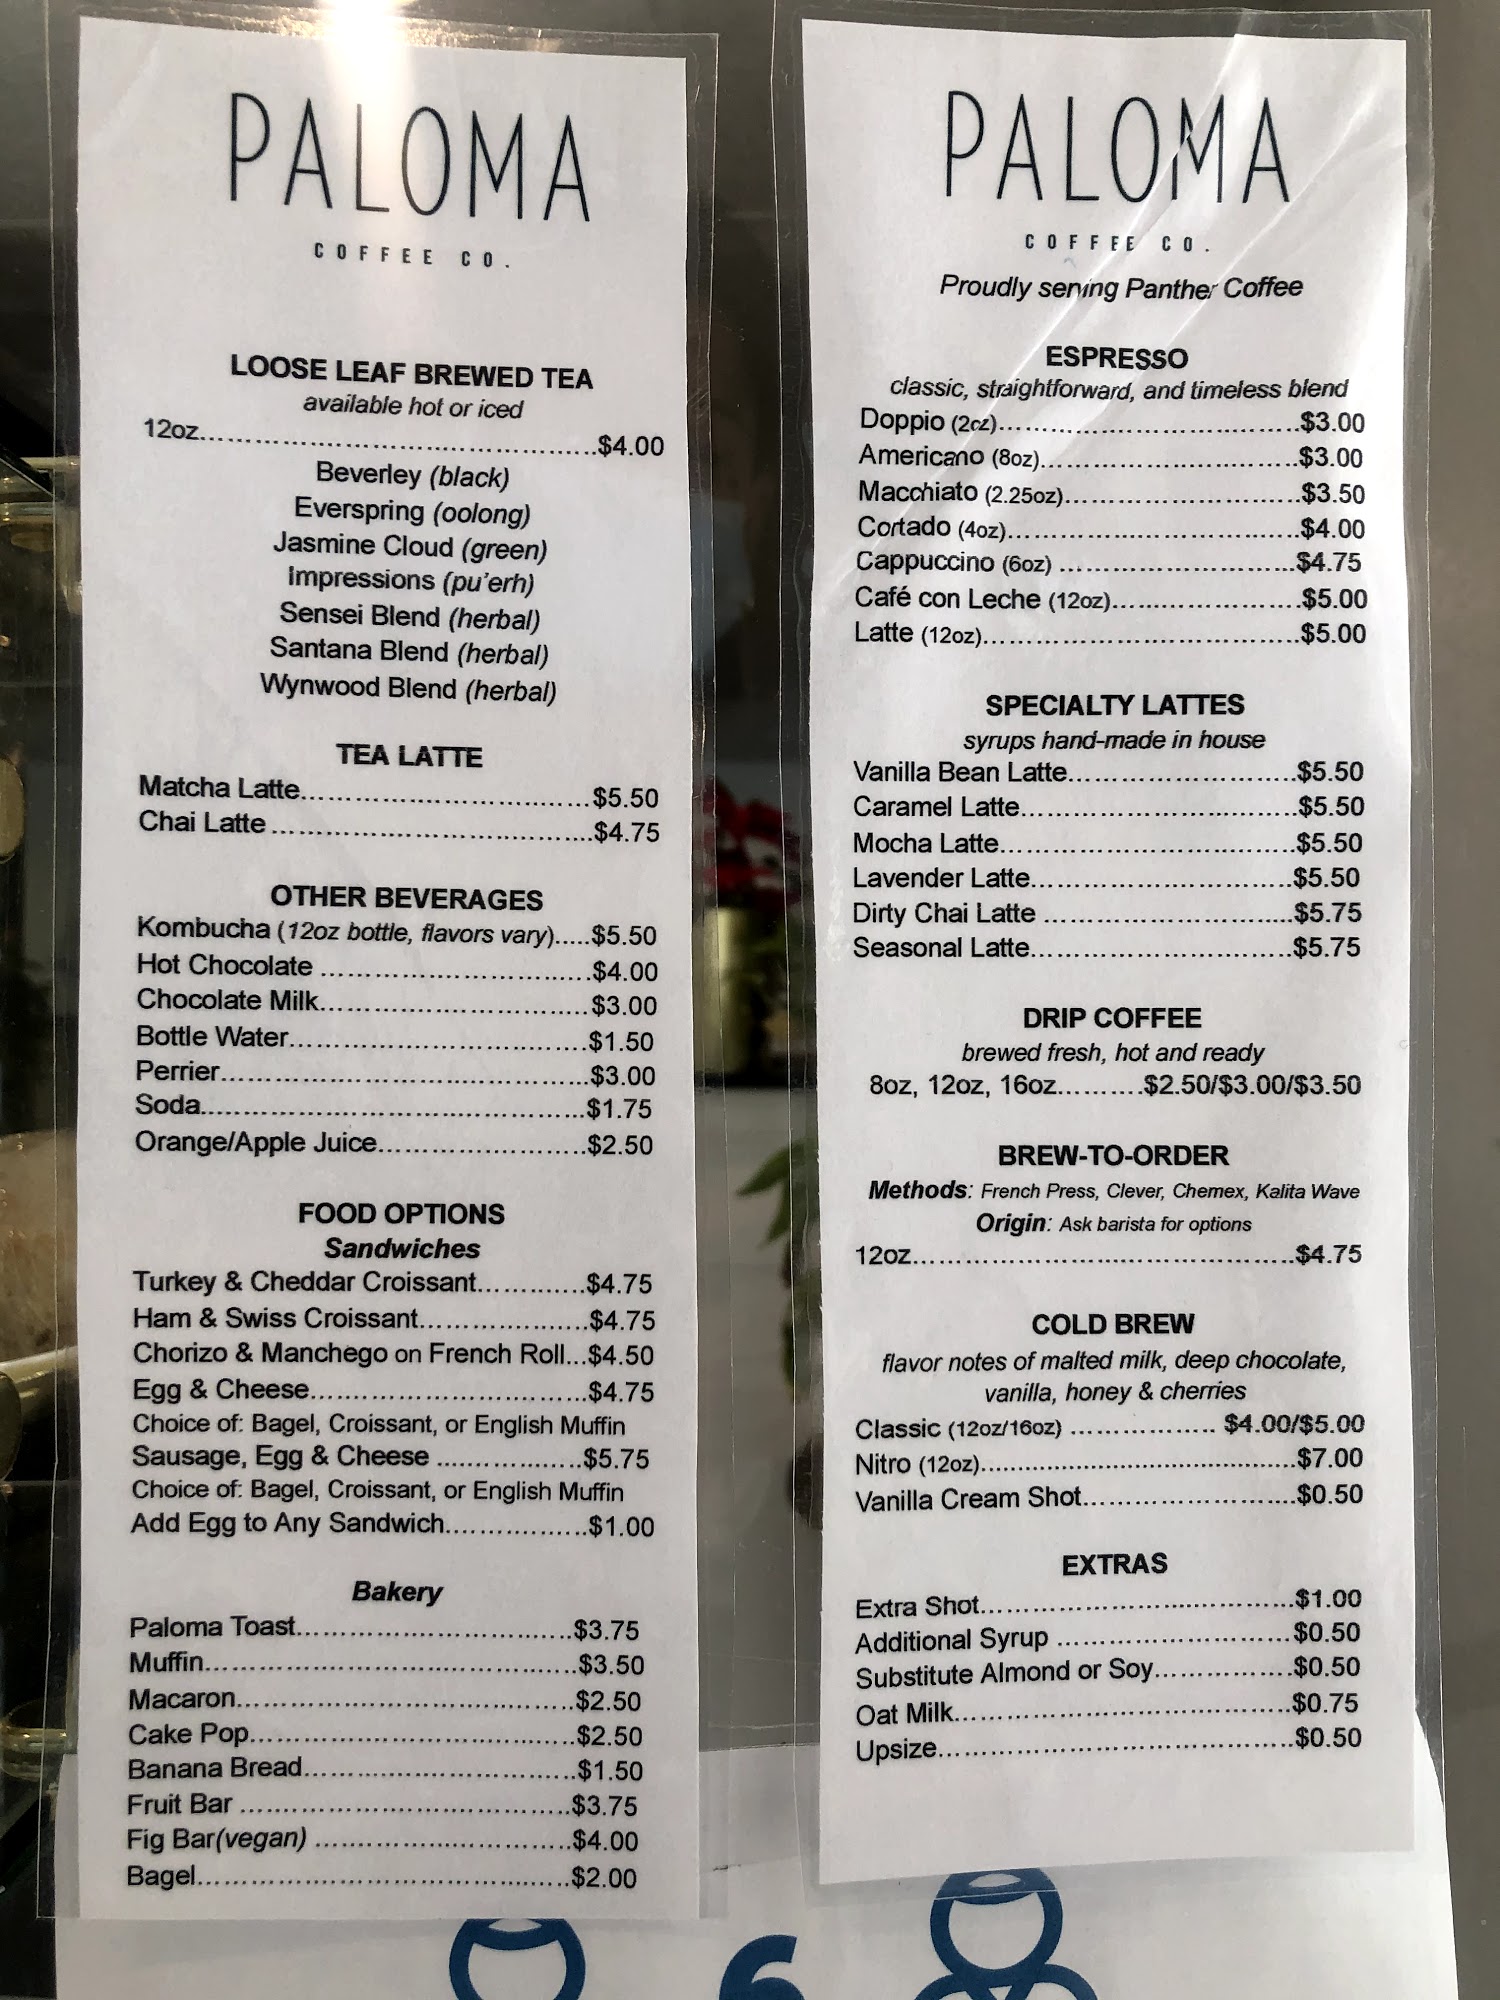 PALOMA
COFFEE CO.
LOOSE LEAF BREWED TEA
available hot or iced
12oz....................$4.00
Beverley (black)
Everspring (oolong)
Jasmine Cloud (green)
Impressions (pu'erh)
Sensei Blend (herbal)
Santana Blend (herbal)
Wynwood Blend (herbal)
TEA LATTE
Matcha Latte....................$5.50
Chai Latte ....................$4.75
OTHER BEVERAGES
Kombucha (12oz bottle, flavors vary).....$5.50
Hot Chocolate ....................$4.00
Chocolate Milk....................$3.00
Bottle Water....................$1.50
Perrier....................$3.00
Soda....................$1.75
Orange/Apple Juice....................$2.50
FOOD OPTIONS
Sandwiches
Turkey & Cheddar Croissant.............$4.75
Ham & Swiss Croissant....................$4.75
Chorizo & Manchego on French Roll...$4.50
Egg & Cheese....................$4.75
Choice of: Bagel, Croissant, or English Muffin
Sausage, Egg & Cheese ..................$5.75
Choice of: Bagel, Croissant, or English Muffin
Add Egg to Any Sandwich..................$1.00
Bakery
Paloma Toast....................$3.75
Muffin....................$3.50
Macaron....................$2.50
Cake Pop....................$2.50
Banana Bread....................$1.50
Fruit Bar ....................$3.75
Fig Bar(vegan) ....................$4.00
Bagel....................$2.00
PALOMA
COFFEE CO.
Proudly serving Panther Coffee
ESPRESSO
classic, straightforward, and timeless blend
Doppio (2oz)....................$3.00
Americano (8oz)....................$3.00
Macchiato (2.25oz)....................$3.50
Cortado (4oz)....................$4.00
Cappuccino (6oz) ....................$4.75
Café con Leche (12oz)....................$5.00
Latte (12oz)....................$5.00
SPECIALTY LATTES
syrups hand-made in house
Vanilla Bean Latte....................$5.50
Caramel Latte....................$5.50
Mocha Latte....................$5.50
Lavender Latte....................$5.50
Dirty Chai Latte ....................$5.75
Seasonal Latte....................$5.75
DRIP COFFEE
brewed fresh, hot and ready
8oz, 12oz, 16oz..........$2.50/$3.00/$3.50
BREW-TO-ORDER
Methods: French Press, Clever, Chemex, Kalita Wave
Origin: Ask barista for options
12oz....................$4.75
COLD BREW
flavor notes of malted milk, deep chocolate,
vanilla, honey & cherries
Classic (12oz/16oz) .................. $4.00/$5.00
Nitro (12oz)....................$7.00
Vanilla Cream Shot....................$0.50
EXTRAS
Extra Shot....................$1.00
Additional Syrup ....................$0.50
Substitute Almond or Soy................$0.50
Oat Milk....................$0.75
Upsize....................$0.50
6